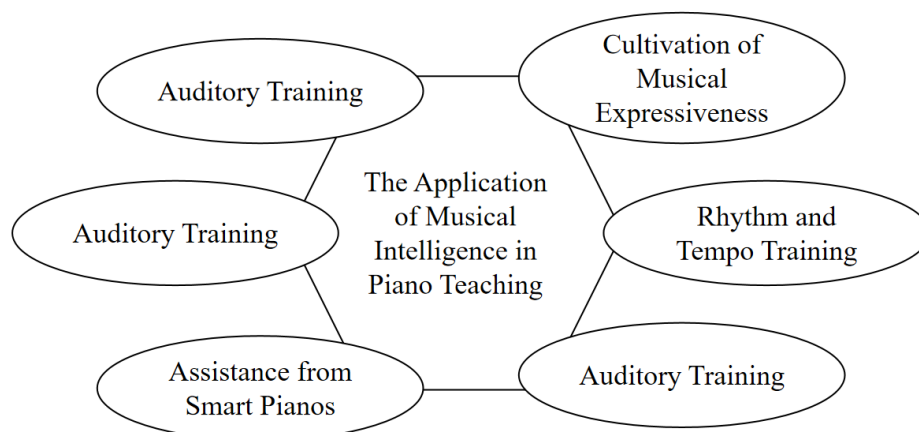 Auditory Training
Cultivation of
Musical
Expressiveness
Auditory Training
The Application
of Musical
Intelligence in
Piano Teaching
Rhythm and
Tempo Training
Assistance from
Smart Pianos
Auditory Training